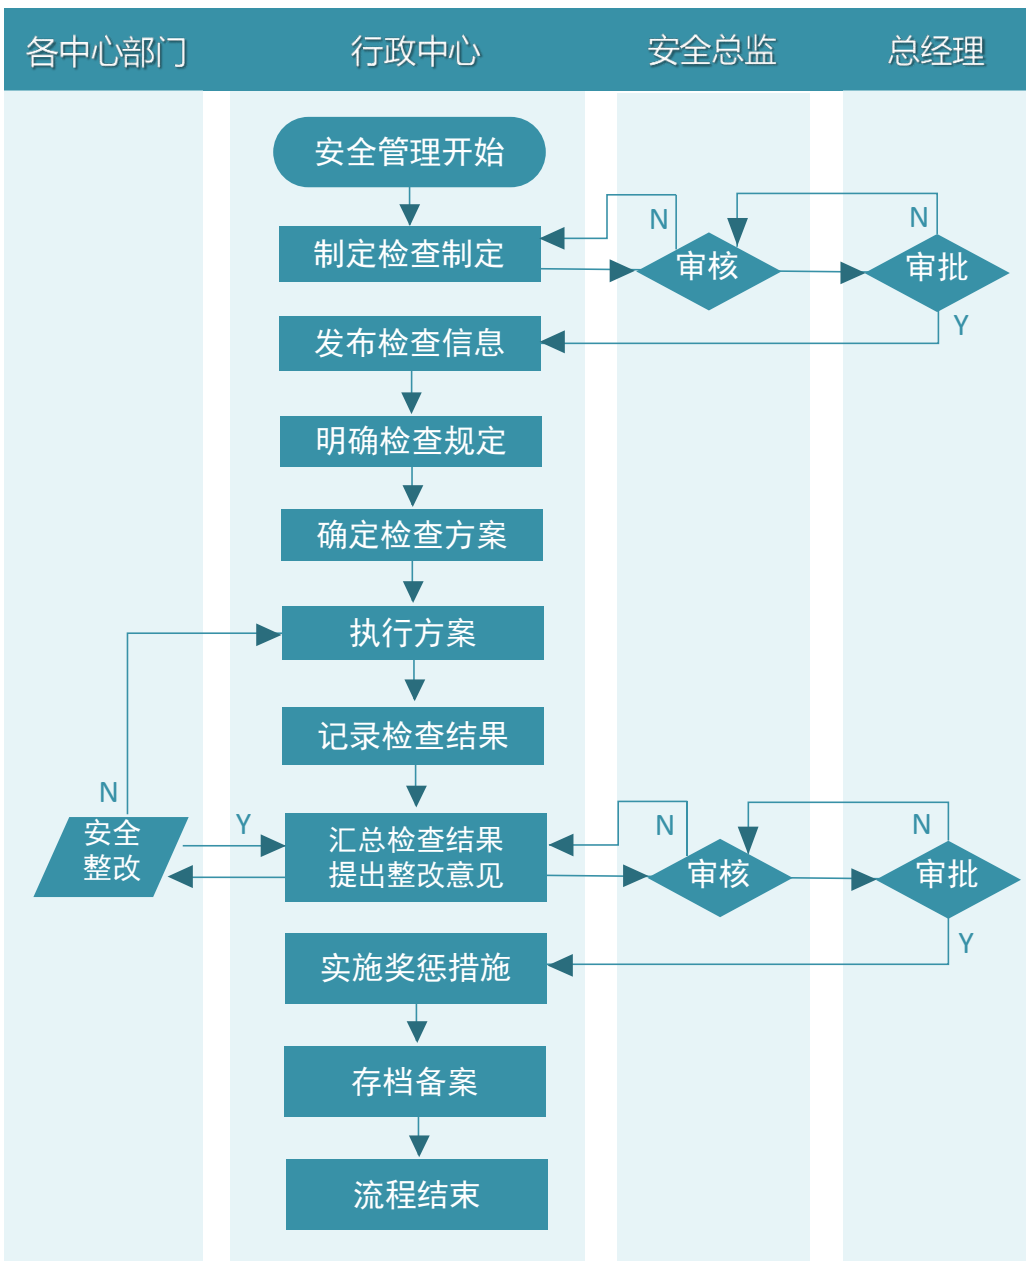 各中心部门
行政中心
安全总监
总经理
安全管理开始
制定检查制定
N
审核
N
审批
Y
发布检查信息
明确检查规定
确定检查方案
执行方案
记录检查结果
N
安全
整改
Y
汇总检查结果
提出整改意见
N
审核
N
审批
Y
实施奖惩措施
存档备案
流程结束